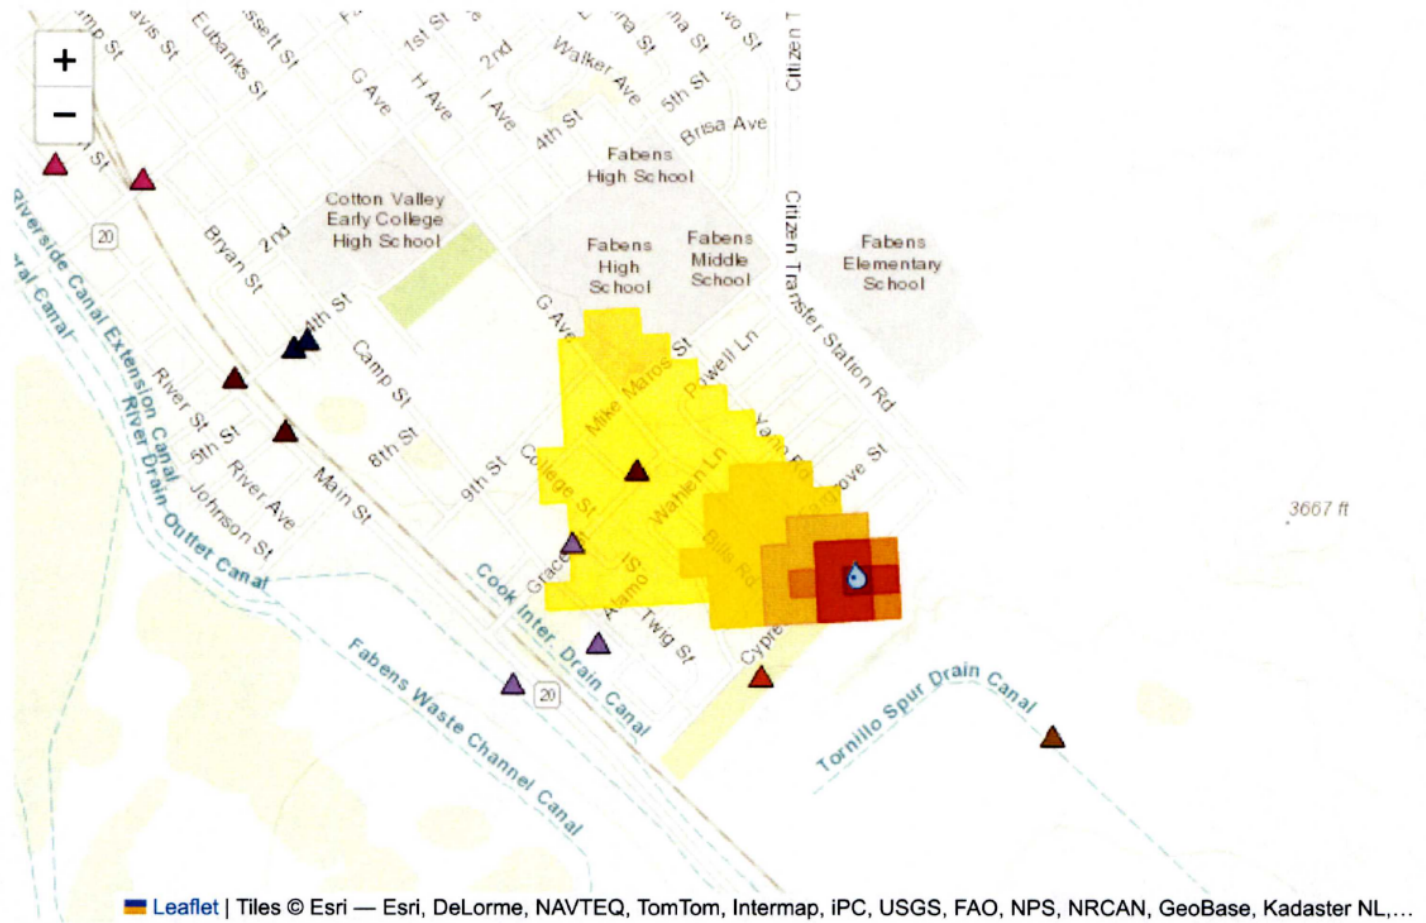 +
−
Eubanks St
1st St
2nd
G Ave
H Ave
I Ave
Walker Ave
4th St
5th St
Brisa Ave
Fabens
High School
Cotton Valley
Early College
High School
Fabens
High
School
Fabens
Middle
School
Fabens
Elementary
School
Citizen Transfer Station Rd
20
Riverside Canal Extension Canal
River Drain Outlet Canal
Bryan St
2nd
4th St
Camp St
8th St
9th St
River St
5th St
River Ave
Johnson St
Main St
G Ave
Mike Maros St
Powell Ln
College St
Wahlen Ln
Bills Rd
Alamo
Twig St
Cook Inter. Drain Canal
20
Fabens Waste Channel Canal
Tornillo Spur Drain Canal
3667 ft
Leaflet | Tiles © Esri — Esri, DeLorme, NAVTEQ, TomTom, Intermap, iPC, USGS, FAO, NPS, NRCAN, GeoBase, Kadaster NL,...